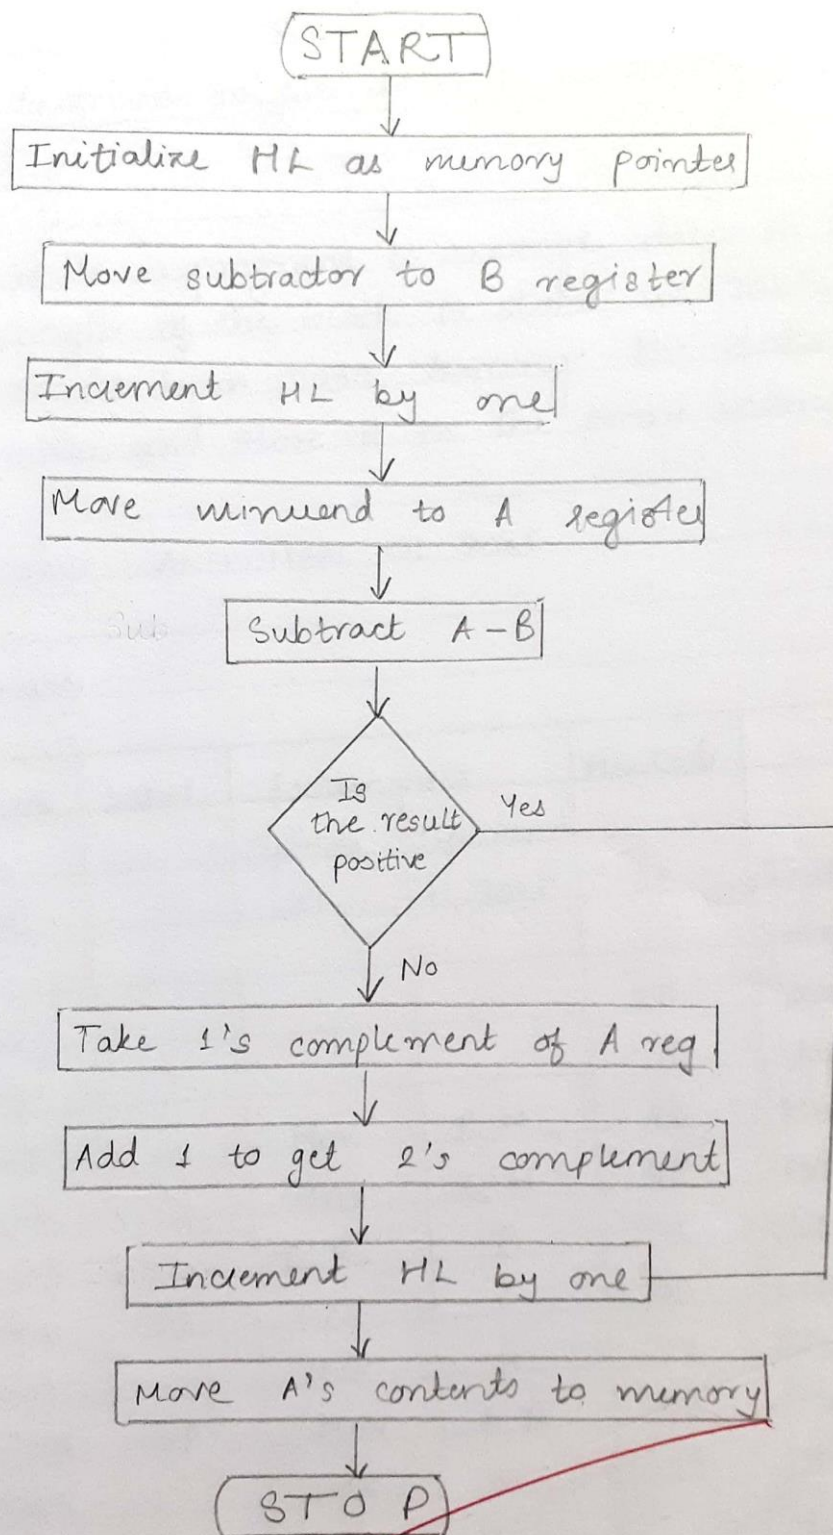 START
Initialize HL as memory pointer
Move subtractor to B register
Increment HL by one
Move minuend to A register
Sub
Subtract A - B
Is
the result
positive
Yes
No
Take 1's complement of A reg.
Add 1 to get 2's complement
Increment HL by one
Move A's contents to memory
STOP